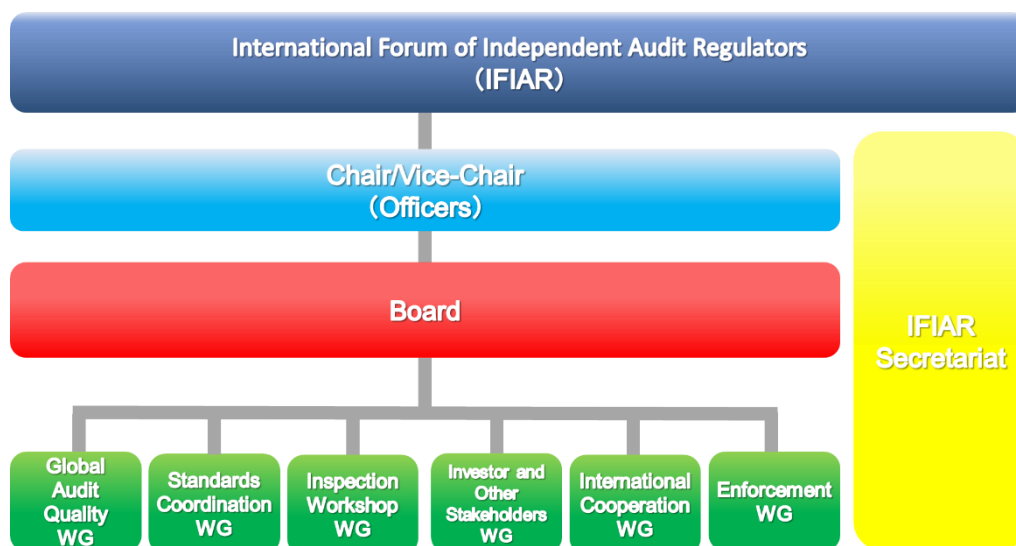 International Forum of Independent Audit Regulators
（IFIAR）
Chair/Vice-Chair
（Officers）
Board
IFIAR
Secretariat
Global
Audit
Quality
WG
Standards
Coordination
WG
Inspection
Workshop
WG
Investor and
Other
Stakeholders
WG
International
Cooperation
WG
Enforcement
WG